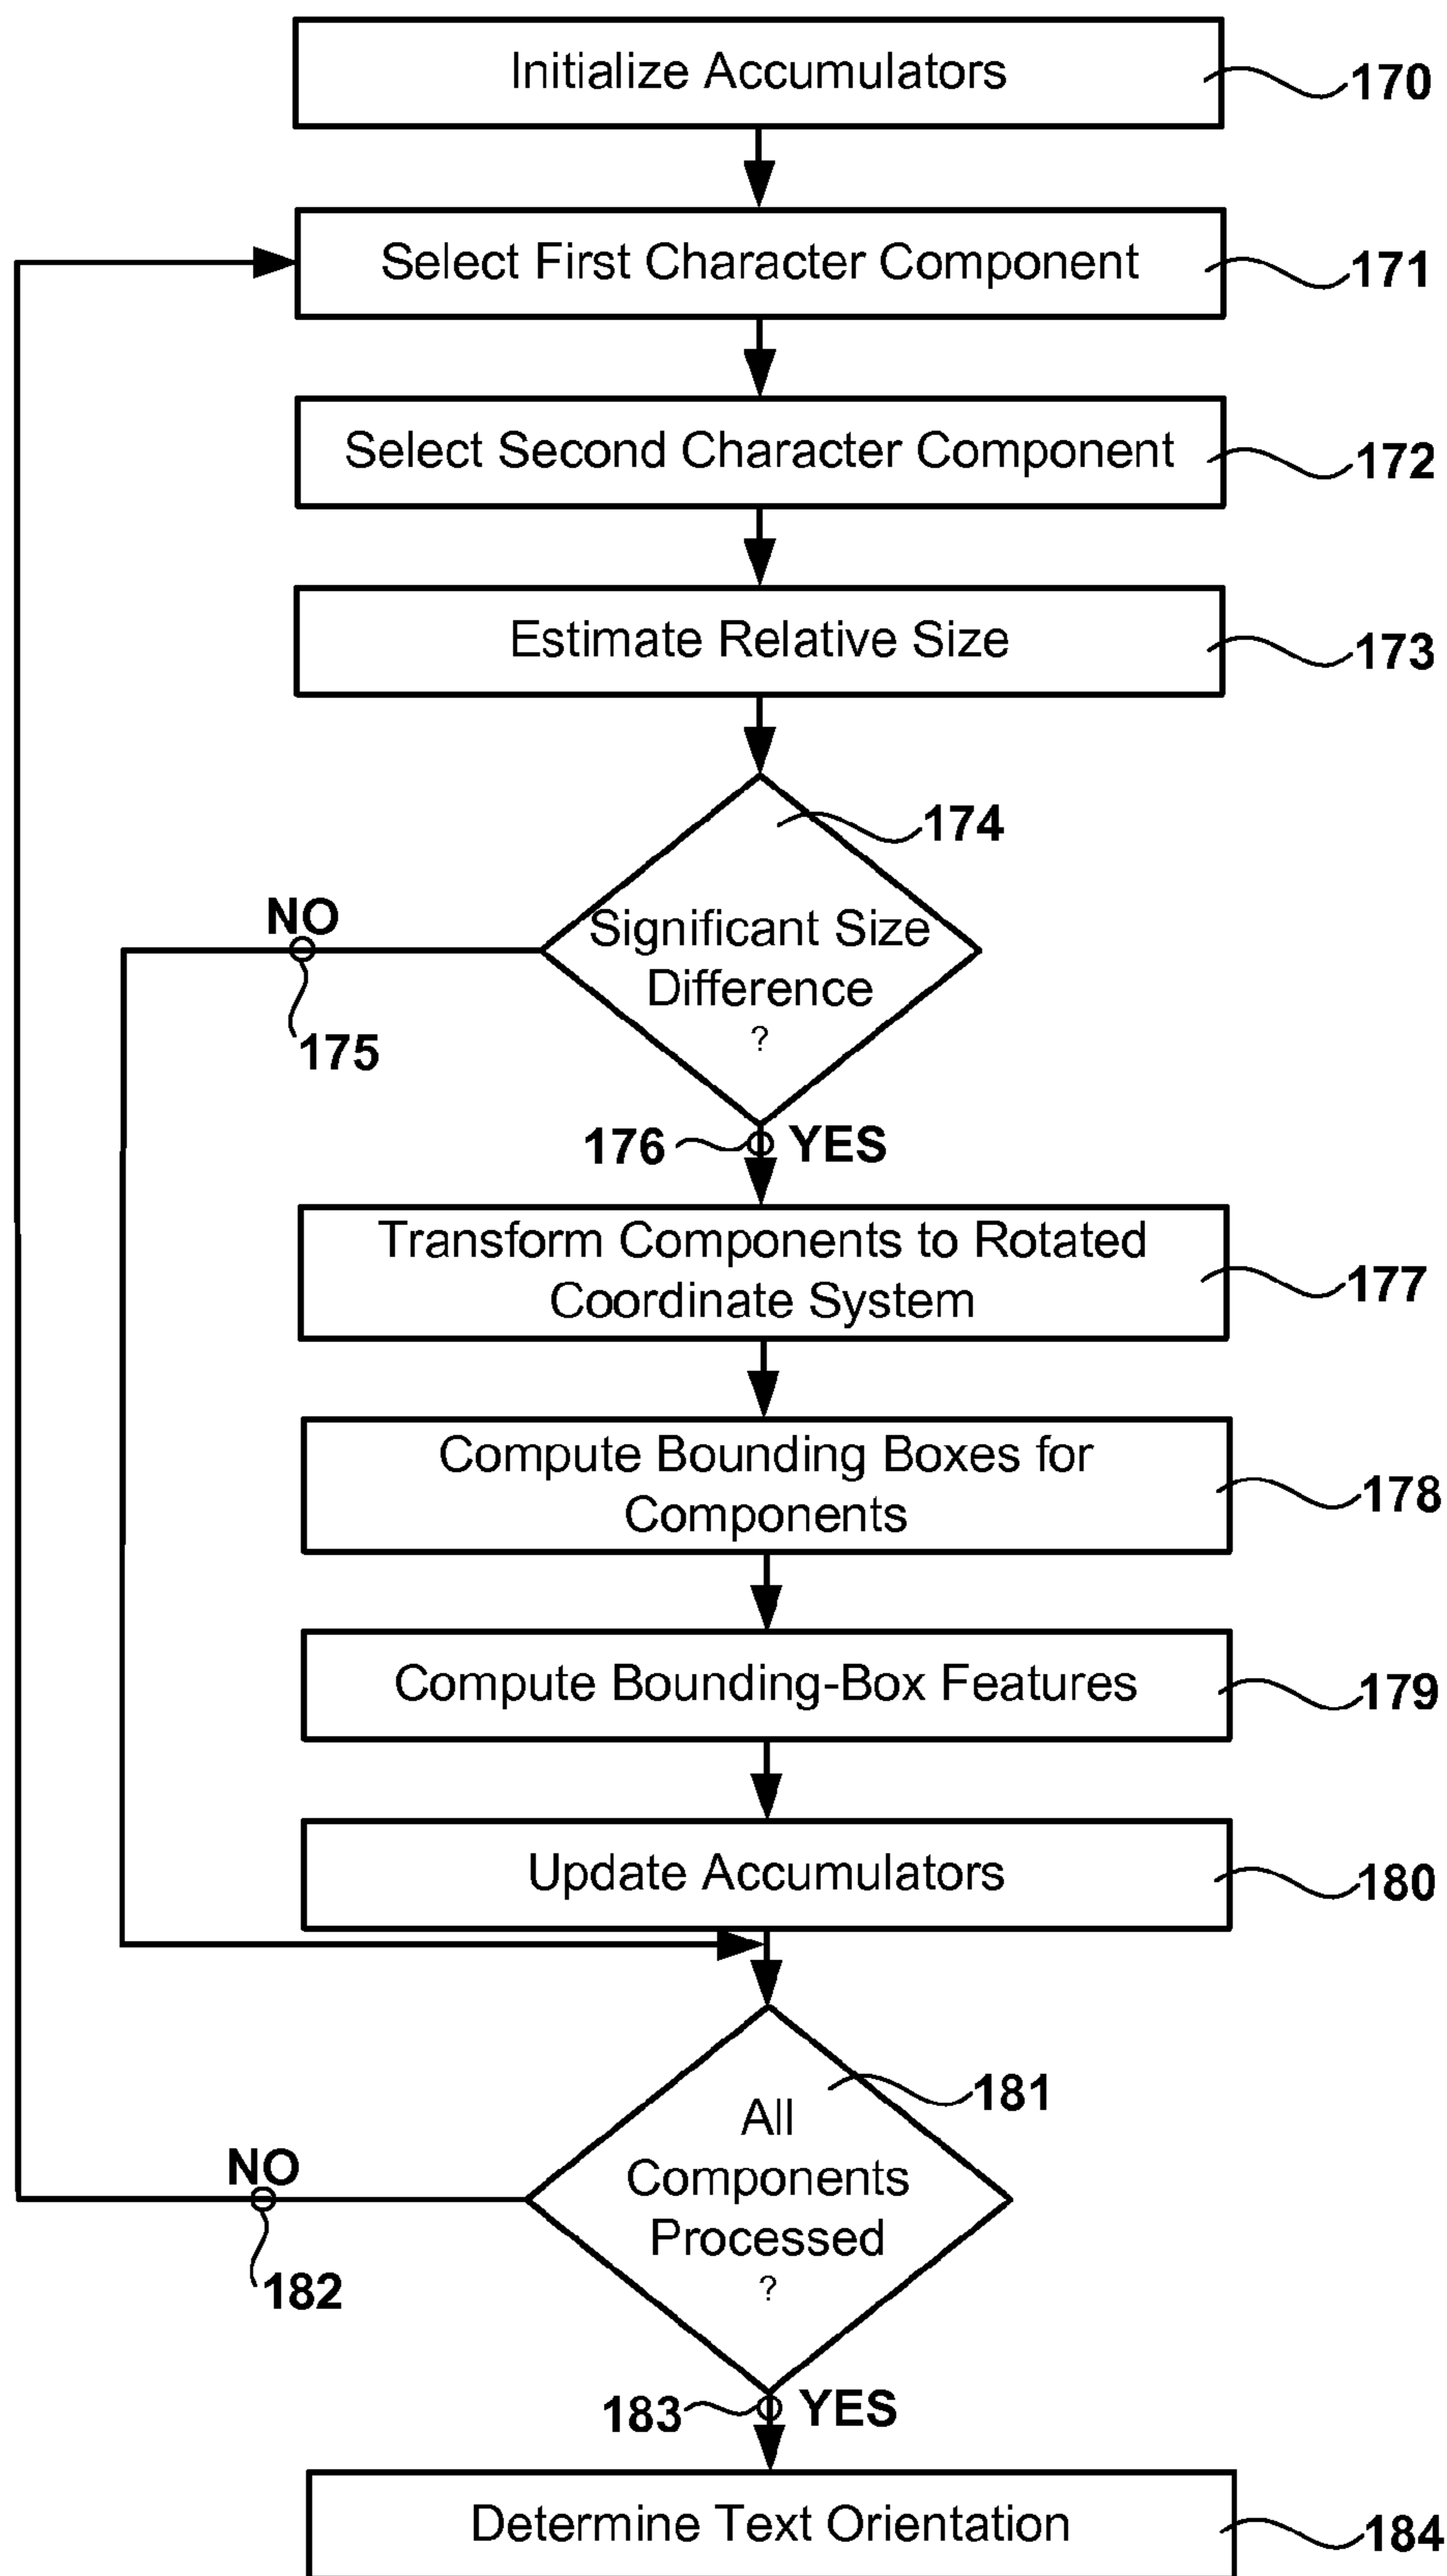 Initialize Accumulators
170
Select First Character Component
171
Select Second Character Component
172
Estimate Relative Size
173
174
Significant Size
Difference
?
NO
175
176
YES
Transform Components to Rotated
Coordinate System
177
Compute Bounding Boxes for
Components
178
Compute Bounding-Box Features
179
Update Accumulators
180
181
All
Components
Processed
?
NO
182
183
YES
Determine Text Orientation
184